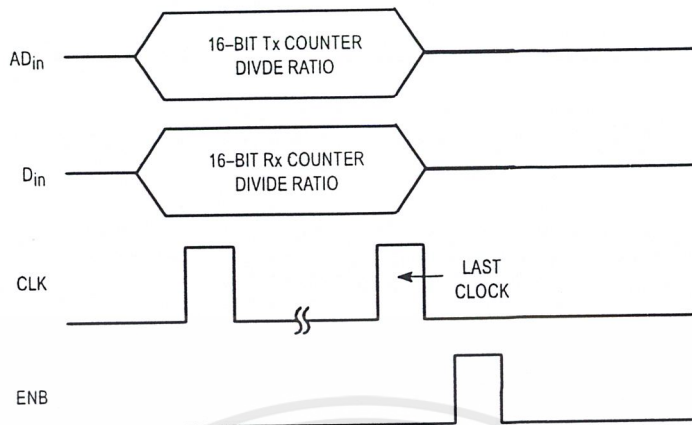 ADin
16–BIT Tx COUNTER
DIVDE RATIO
Din
16–BIT Rx COUNTER
DIVIDE RATIO
CLK
LAST
CLOCK
ENB